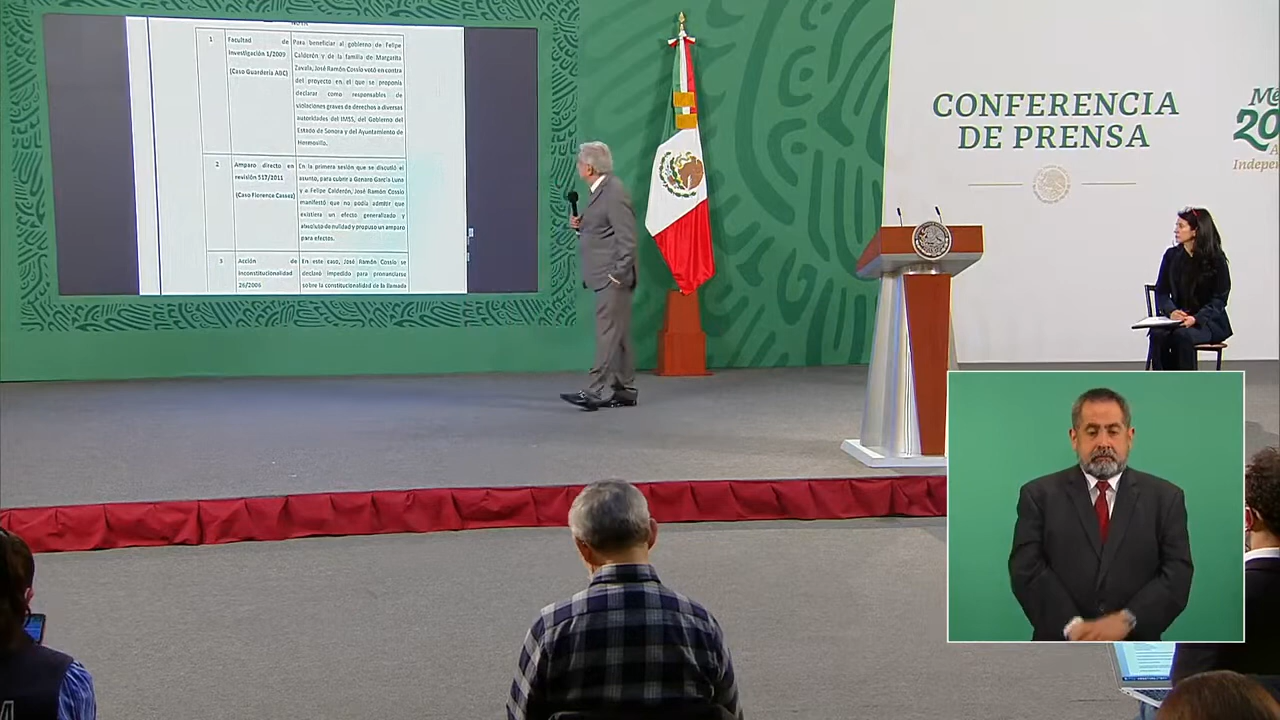 1 Facultad de Investigación 1/2009 (Caso Guardería ABC)
Para beneficiar al gobierno de Felipe
Calderón y de la familia de Margarita
Zavala, José Ramón Cossío votó en contra
del proyecto en el que se proponía
declarar como responsables de
violaciones graves de derechos a diversas
autoridades del IMSS, del Gobierno del
Estado de Sonora y del Ayuntamiento de
Hermosillo.
2 Amparo directo en revisión 517/2011 (Caso Florence Cassez)
En la primera sesión que se discutió el
asunto, para cubrir a Genaro García Luna
y a Felipe Calderón, José Ramón Cossío
manifestó que no podía admitir que
existiera un efecto generalizado y
absoluto de nulidad y propuso un amparo
para efectos.
3 Acción de Inconstitucionalidad 26/2006
En este caso, José Ramón Cossío se
declaró impedido para pronunciarse
sobre la constitucionalidad de la llamada
CONFERENCIA
DE PRENSA